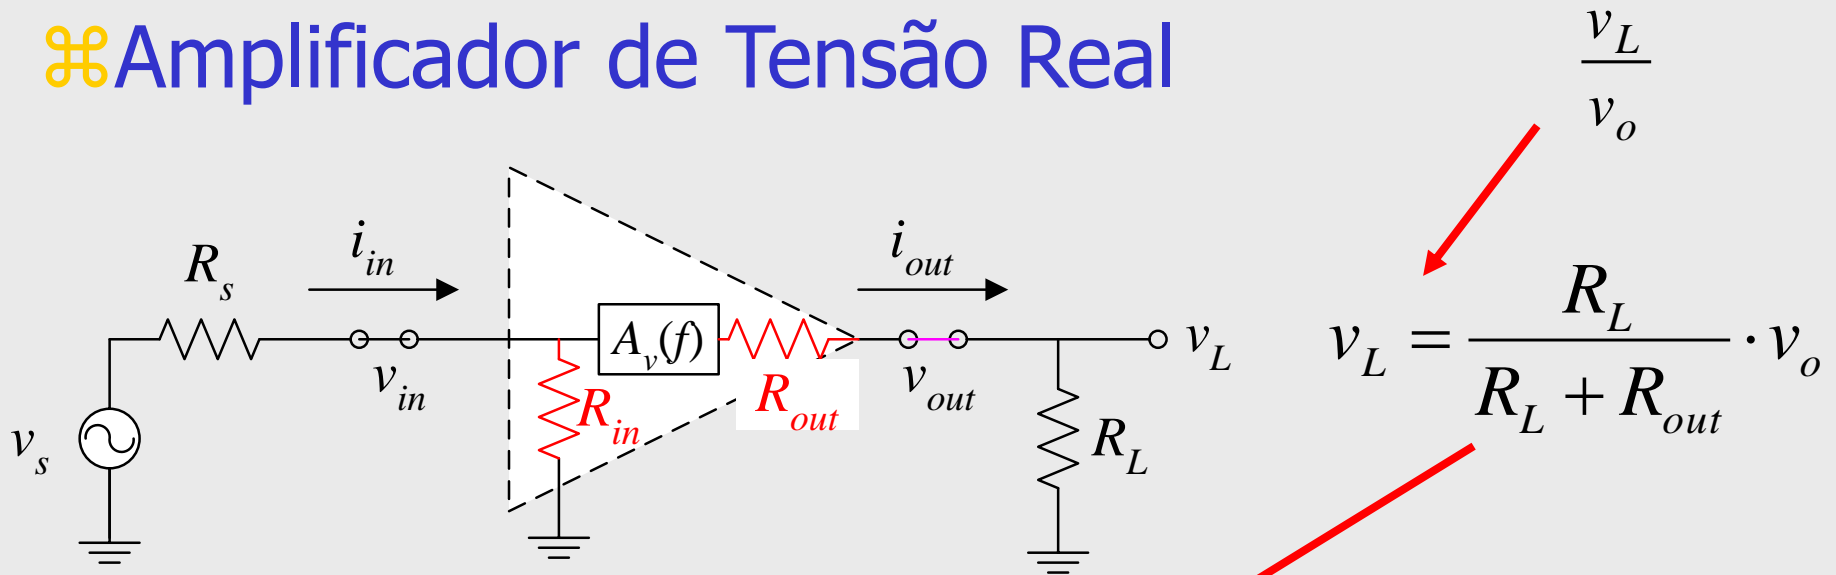 ⌘Amplificador de Tensão Real
v_L
v_o
R_s
i_in
i_out
A_v(f)
v_L
v_L = R_L / (R_L + R_out) · v_o
v_in
R_in
R_out
v_out
v_s
R_L